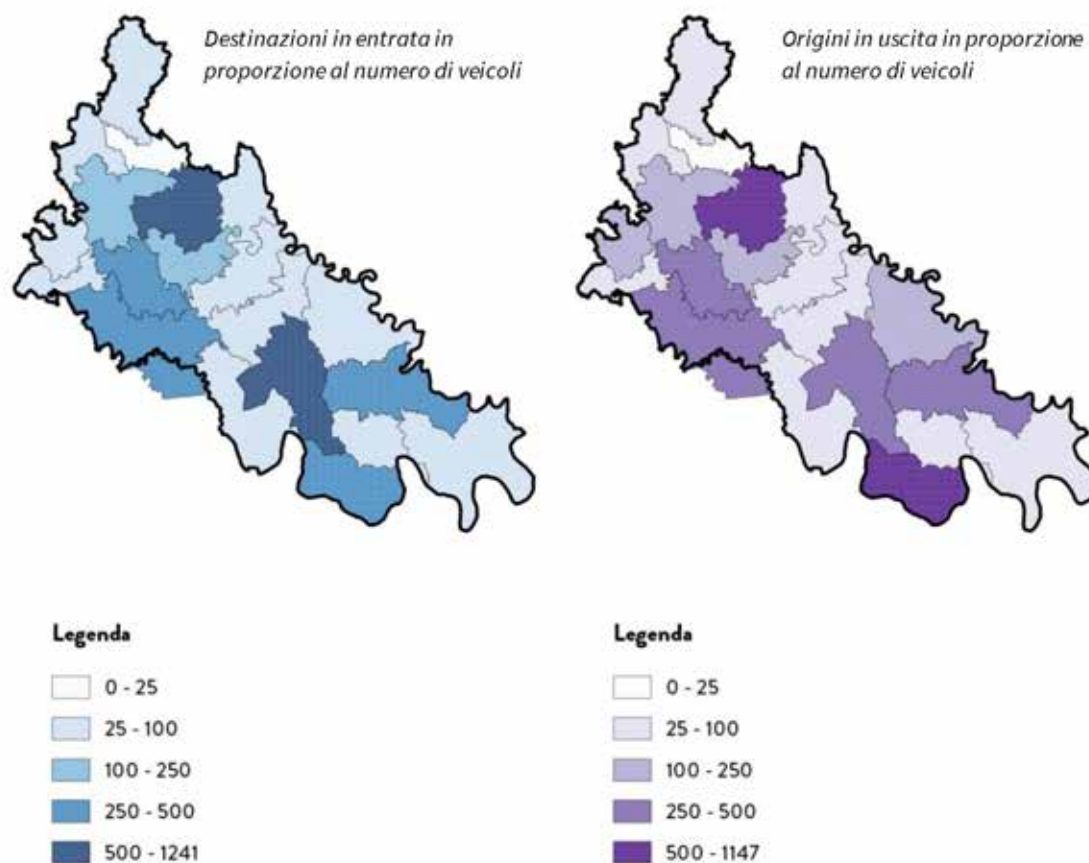 Destinazioni in entrata in
proporzione al numero di veicoli
Origini in uscita in proporzione
al numero di veicoli
Legenda
0 - 25
25 - 100
100 - 250
250 - 500
500 - 1241
Legenda
0 - 25
25 - 100
100 - 250
250 - 500
500 - 1147